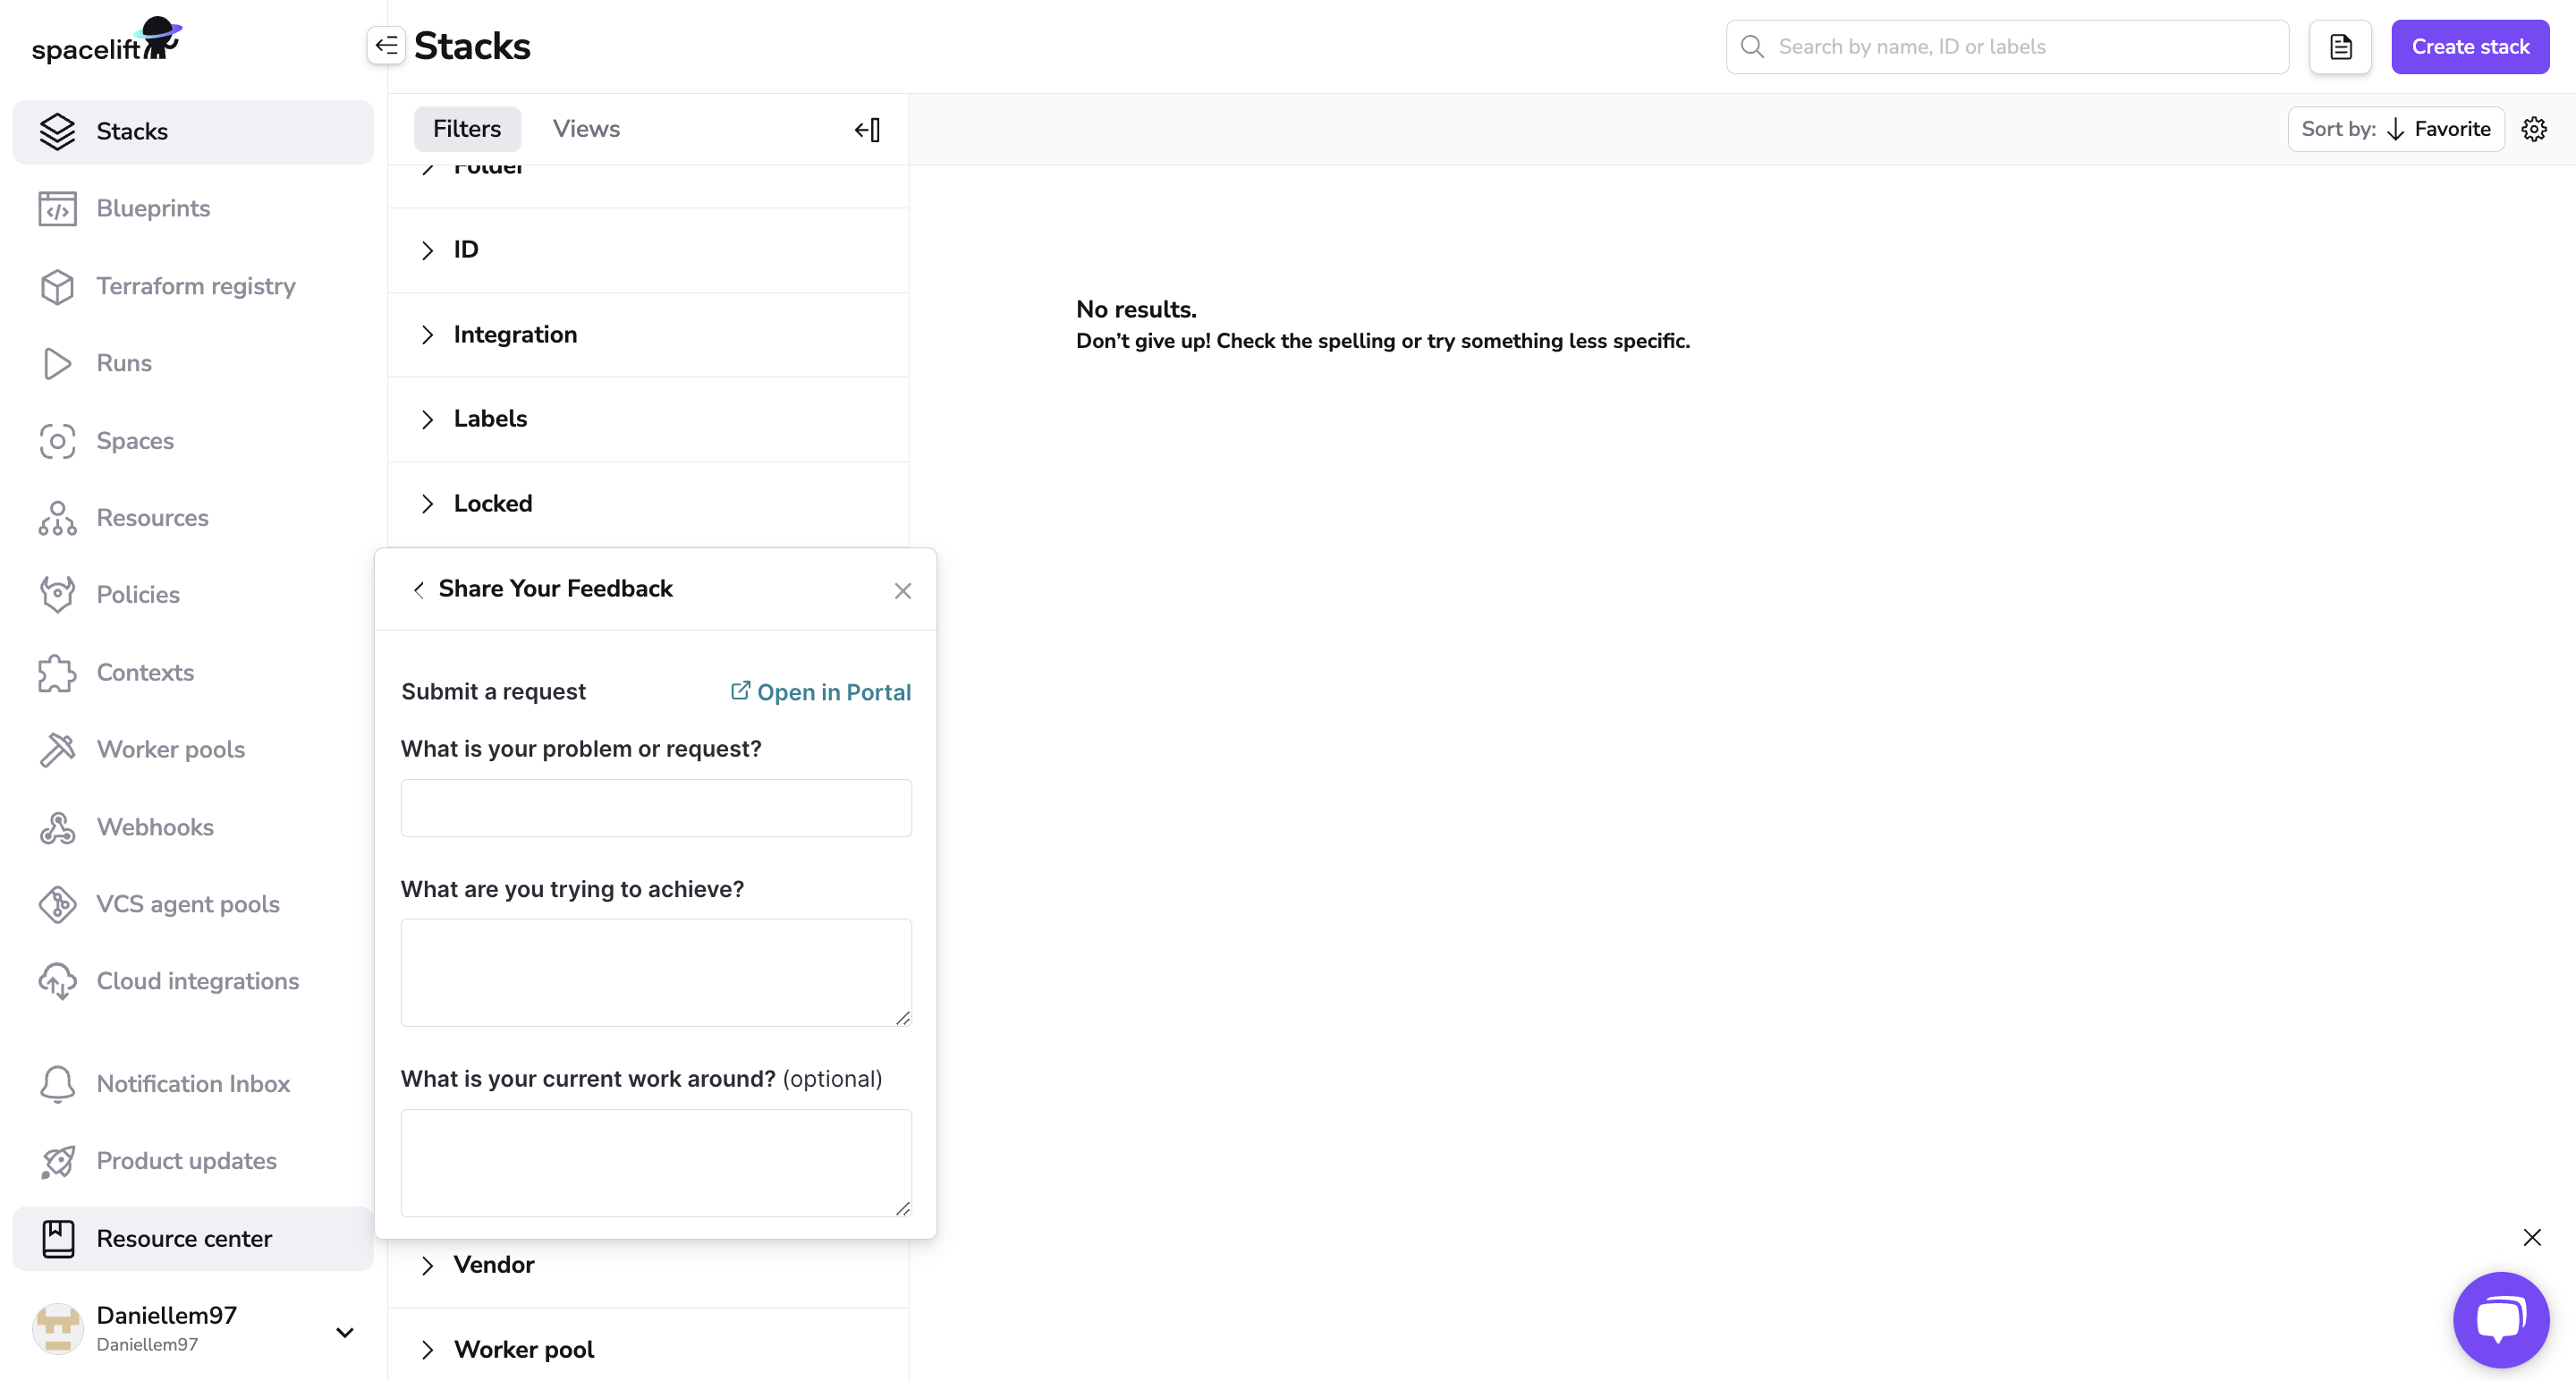 spacelift
Stacks
Search by name, ID or labels
Create stack
Stacks
Blueprints
Terraform registry
Runs
Spaces
Resources
Policies
Contexts
Worker pools
Webhooks
VCS agent pools
Cloud integrations
Notification Inbox
Product updates
Resource center
Daniellem97
Daniellem97
Filters
Views
Sort by: Favorite
Folder
ID
Integration
Labels
Locked
Share Your Feedback
Submit a request
Open in Portal
What is your problem or request?
What are you trying to achieve?
What is your current work around? (optional)
Vendor
Worker pool
No results.
Don’t give up! Check the spelling or try something less specific.